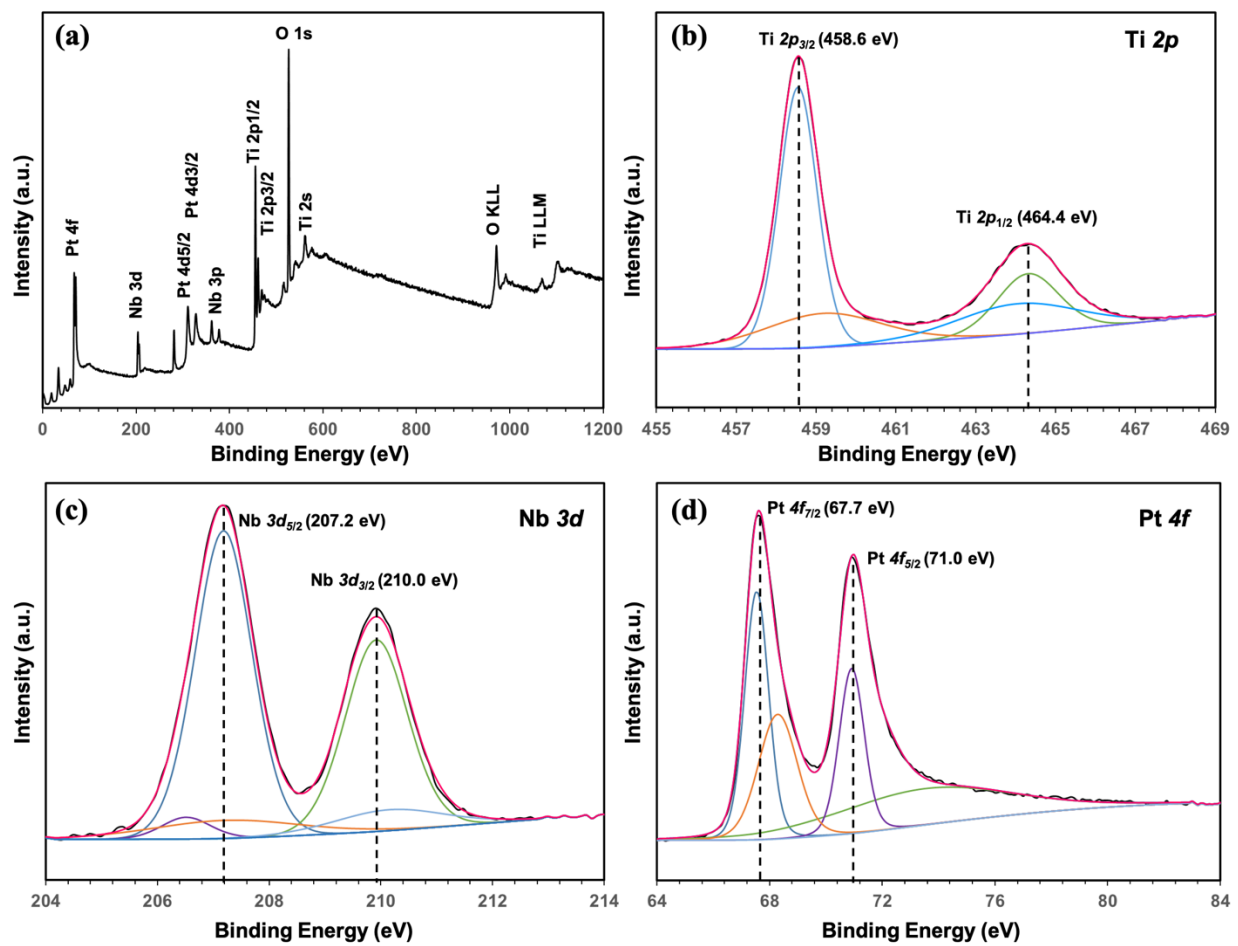 (a)
O 1s
Ti 2p1/2
Ti 2p3/2
Pt 4d3/2
Pt 4f
Ti 2s
O KLL
Ti LLM
Pt 4d5/2
Nb 3d
Nb 3p
Intensity (a.u.)
0 200 400 600 800 1000 1200
Binding Energy (eV)
(b)
Ti 2p3/2 (458.6 eV)
Ti 2p
Ti 2p1/2 (464.4 eV)
Intensity (a.u.)
455 457 459 461 463 465 467 469
Binding Energy (eV)
(c)
Nb 3d5/2 (207.2 eV)
Nb 3d
Nb 3d3/2 (210.0 eV)
Intensity (a.u.)
204 206 208 210 212 214
Binding Energy (eV)
(d)
Pt 4f7/2 (67.7 eV)
Pt 4f
Pt 4f5/2 (71.0 eV)
Intensity (a.u.)
64 68 72 76 80 84
Binding Energy (eV)